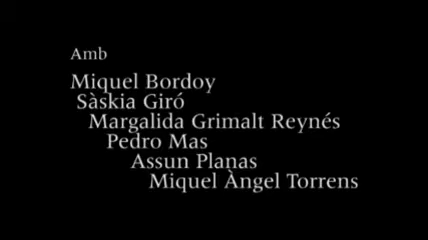 Amb
Miquel Bordoy
Sàskia Giró
Margalida Grimalt Reynés
Pedro Mas
Assun Planas
Miquel Àngel Torrens